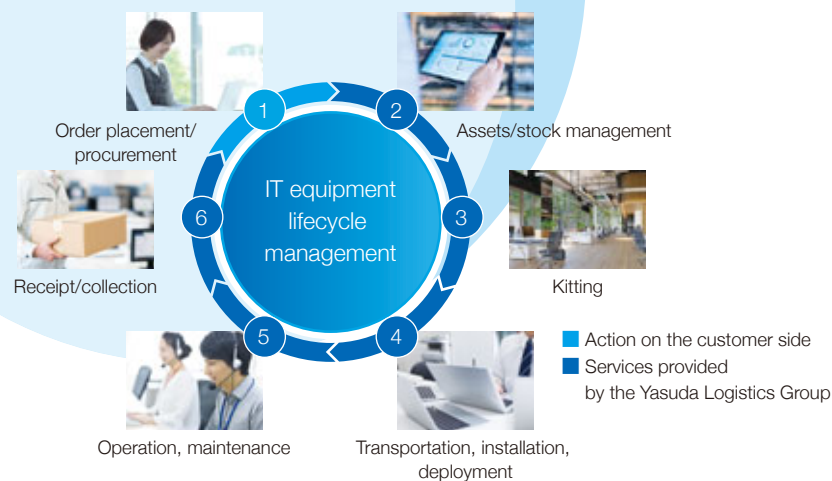 1
Order placement/
procurement
2
Assets/stock management
3
Kitting
4
Transportation, installation,
deployment
5
Operation, maintenance
6
Receipt/collection
IT equipment
lifecycle
management
Action on the customer side
Services provided
by the Yasuda Logistics Group